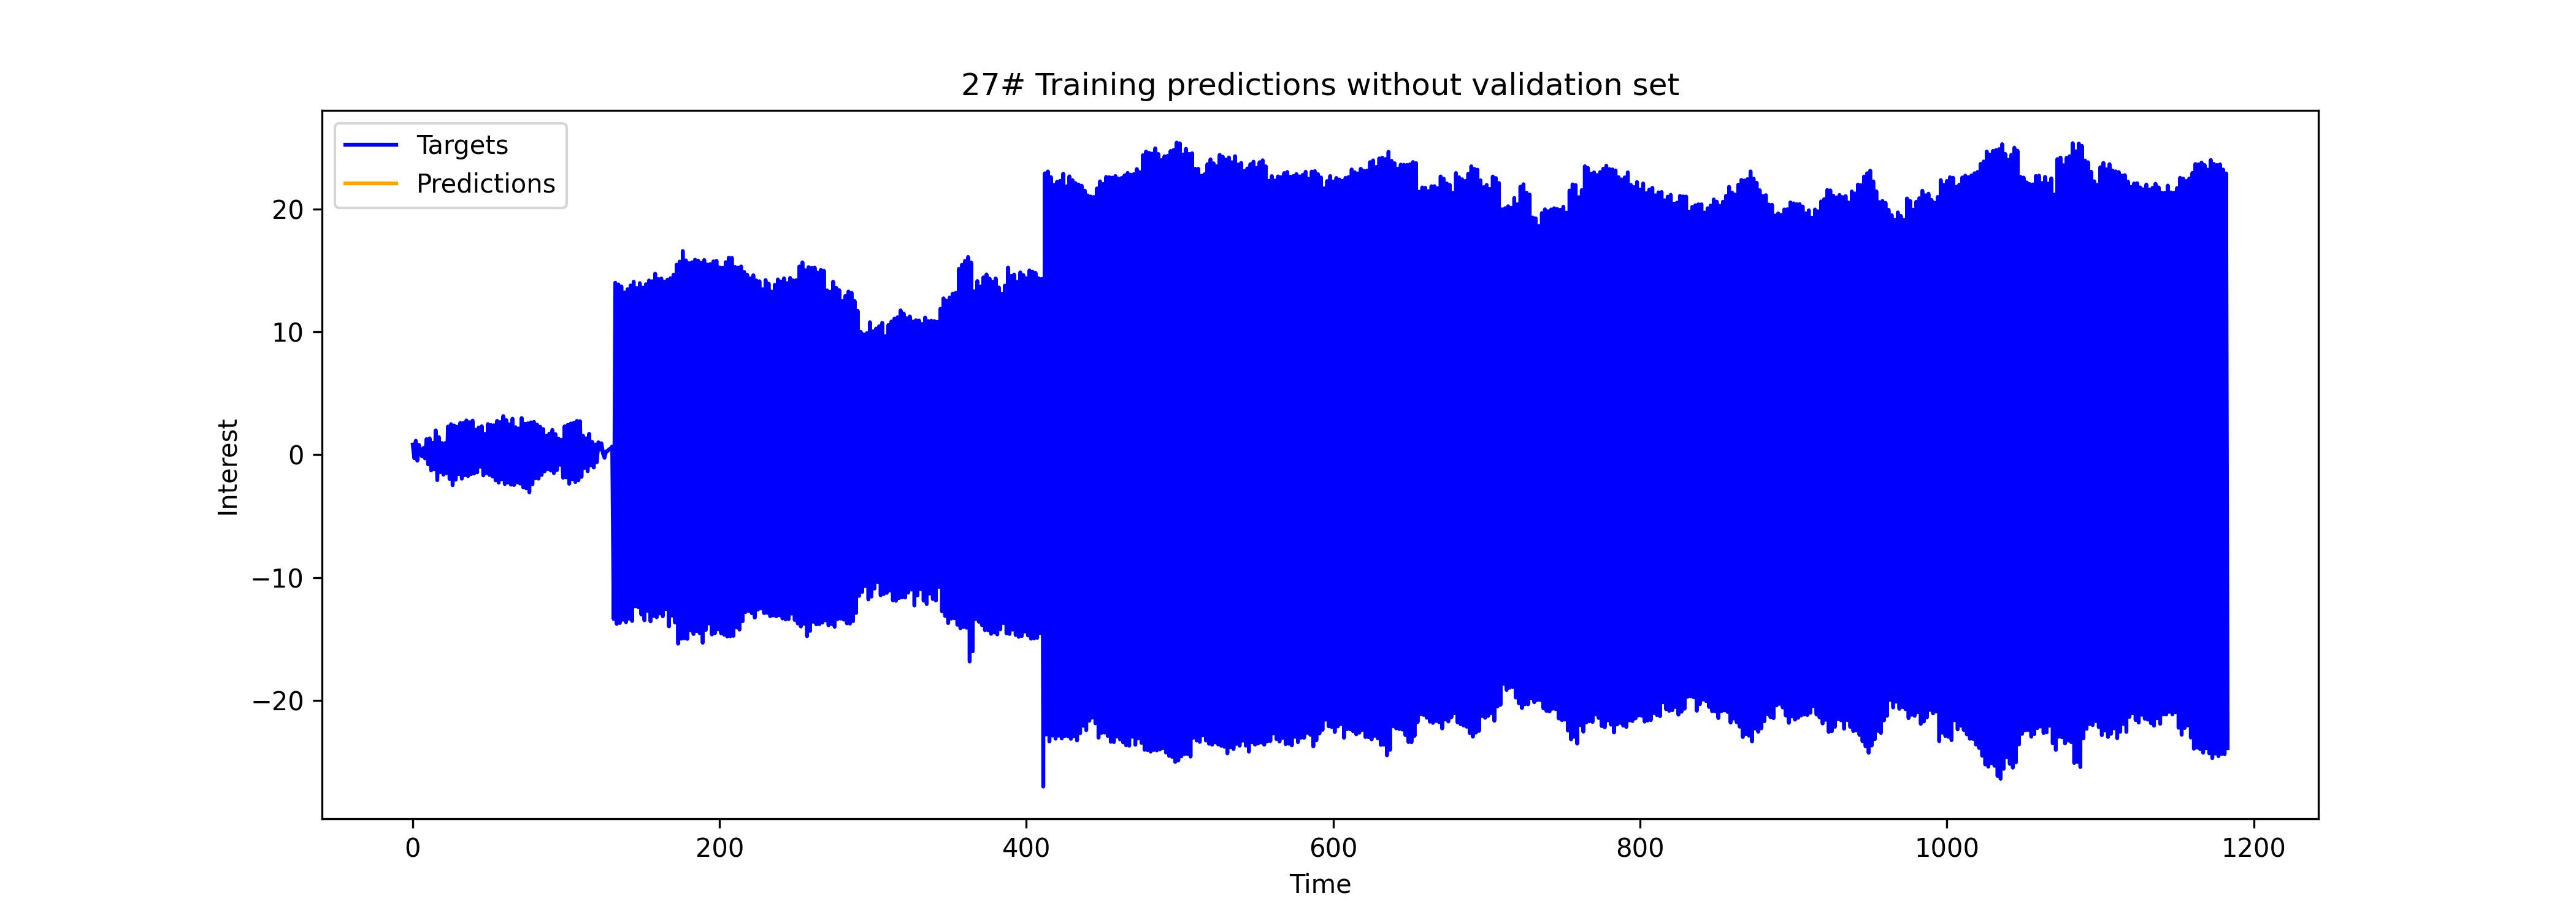 27# Training predictions without validation set
Targets
Predictions
20
10
0
−10
−20
Interest
0 200 400 600 800 1000 1200
Time